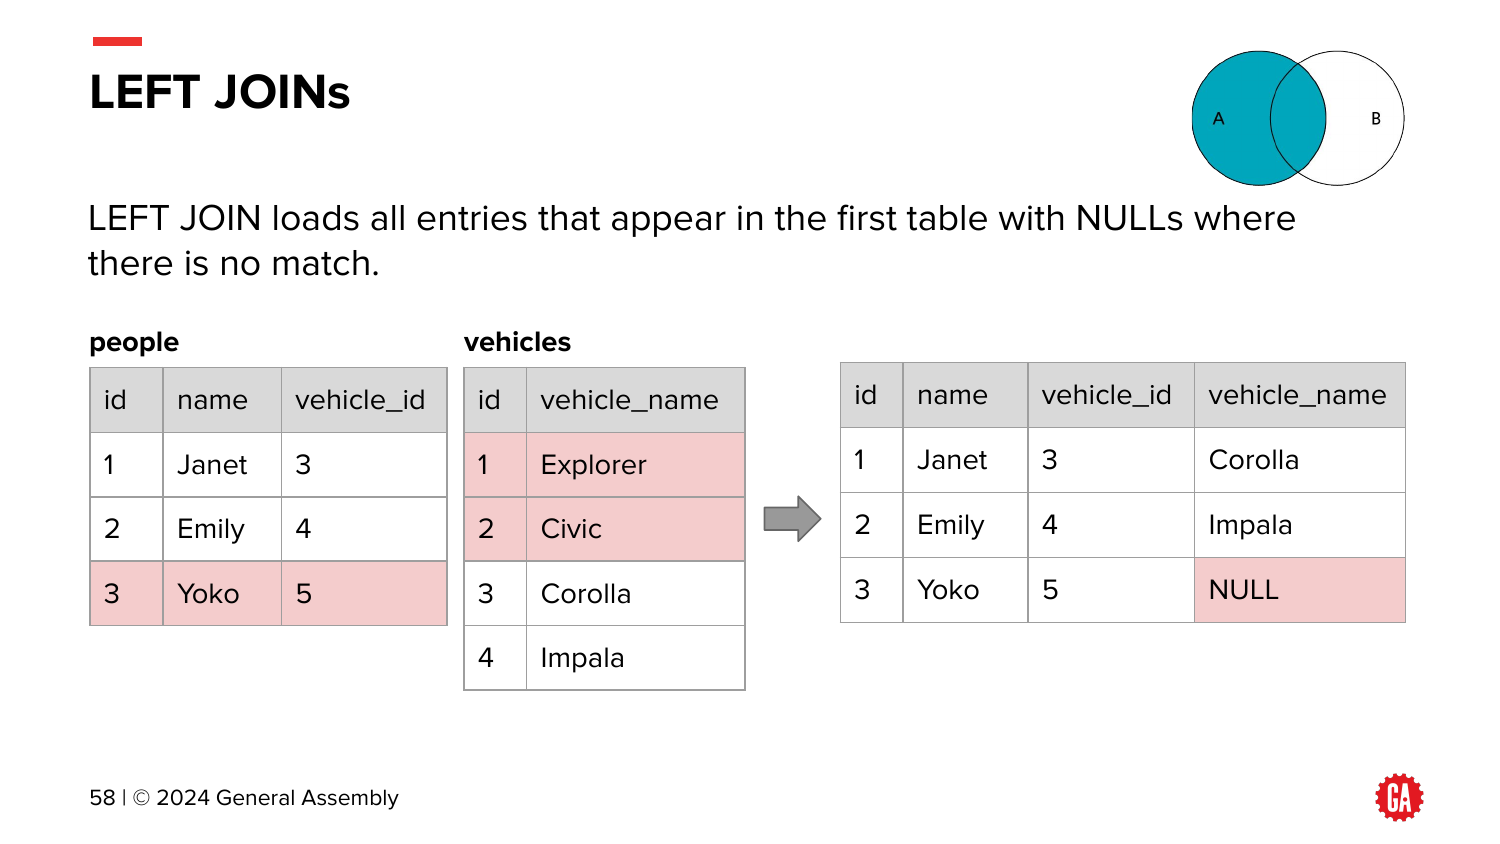 LEFT JOINs
A B
LEFT JOIN loads all entries that appear in the first table with NULLs where
there is no match.
people
id name vehicle_id
1 Janet 3
2 Emily 4
3 Yoko 5
vehicles
id vehicle_name
1 Explorer
2 Civic
3 Corolla
4 Impala
id name vehicle_id vehicle_name
1 Janet 3 Corolla
2 Emily 4 Impala
3 Yoko 5 NULL
58 | © 2024 General Assembly
GA